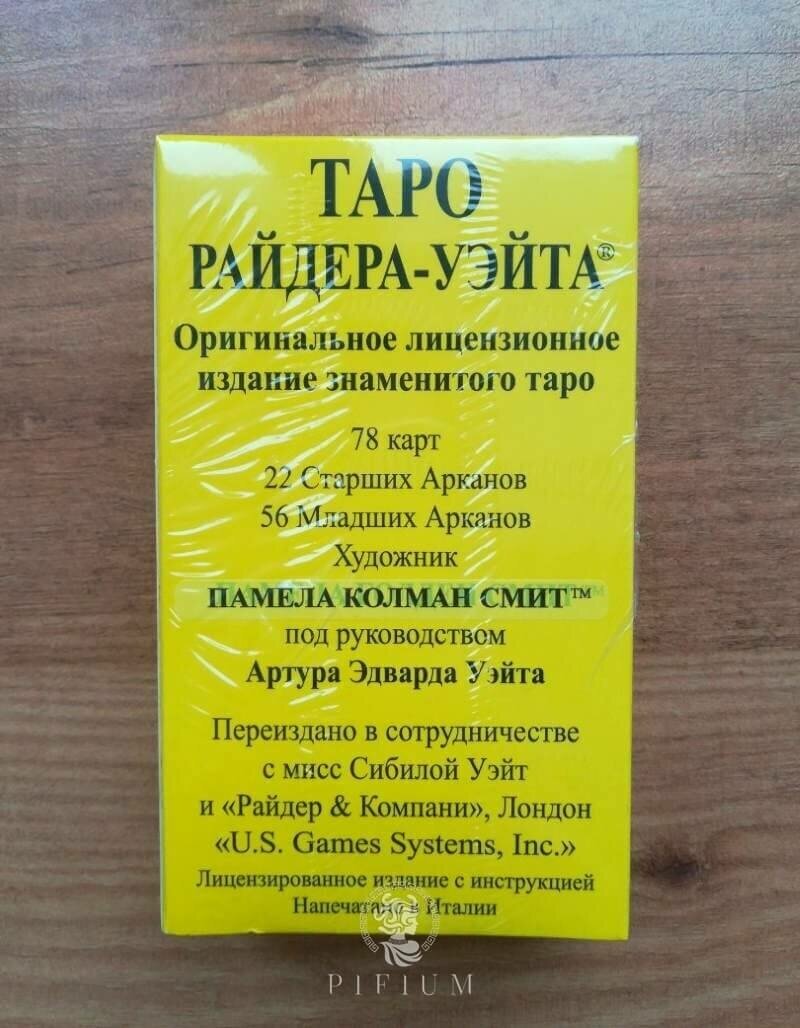 ТАРО
РАЙДЕРА-УЭЙТА®
Оригинальное лицензионное
издание знаменитого таро
78 карт
22 Старших Арканов
56 Младших Арканов
Художник
ПАМЕЛА КОЛМАН СМИТ™
под руководством
Артура Эдварда Уэйта
Переиздано в сотрудничестве
с мисс Сибилой Уэйт
и «Райдер & Компани», Лондон
«U.S. Games Systems, Inc.»
Лицензированное издание с инструкцией
Напечатано в Италии
PIFIUM